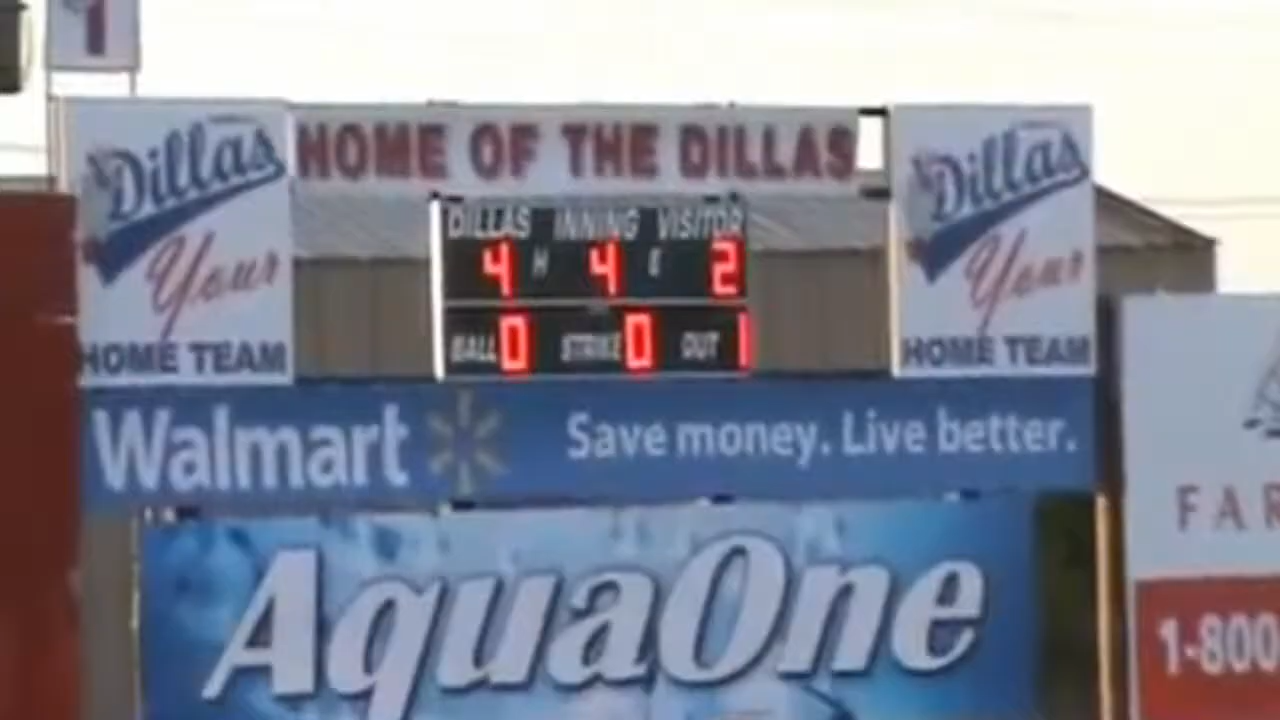 1
Dillas
Your
HOME TEAM
HOME OF THE DILLAS
DILLAS INNING VISITOR
4 H 4 E 2
BALL 0 STRIKE 0 OUT 1
Dillas
Your
HOME TEAM
Walmart Save money. Live better.
AquaOne
FAR
1-800